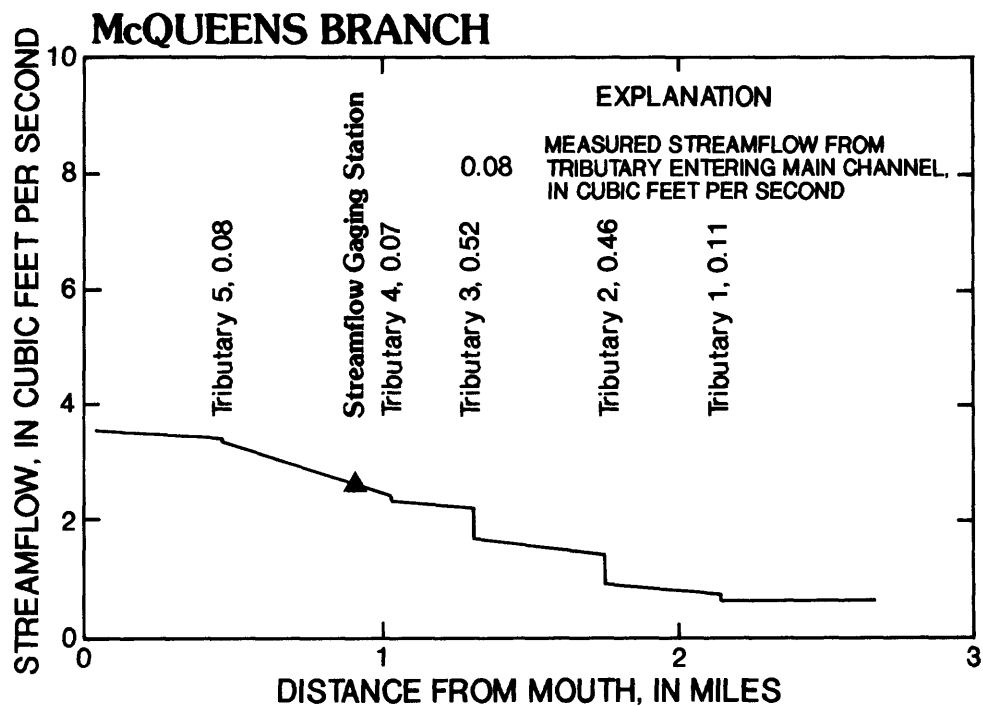 McQUEENS BRANCH
STREAMFLOW, IN CUBIC FEET PER SECOND
10
8
6
4
2
0
EXPLANATION
0.08
MEASURED STREAMFLOW FROM
TRIBUTARY ENTERING MAIN CHANNEL,
IN CUBIC FEET PER SECOND
Tributary 5, 0.08
Streamflow Gaging Station
Tributary 4, 0.07
Tributary 3, 0.52
Tributary 2, 0.46
Tributary 1, 0.11
0
1
2
3
DISTANCE FROM MOUTH, IN MILES